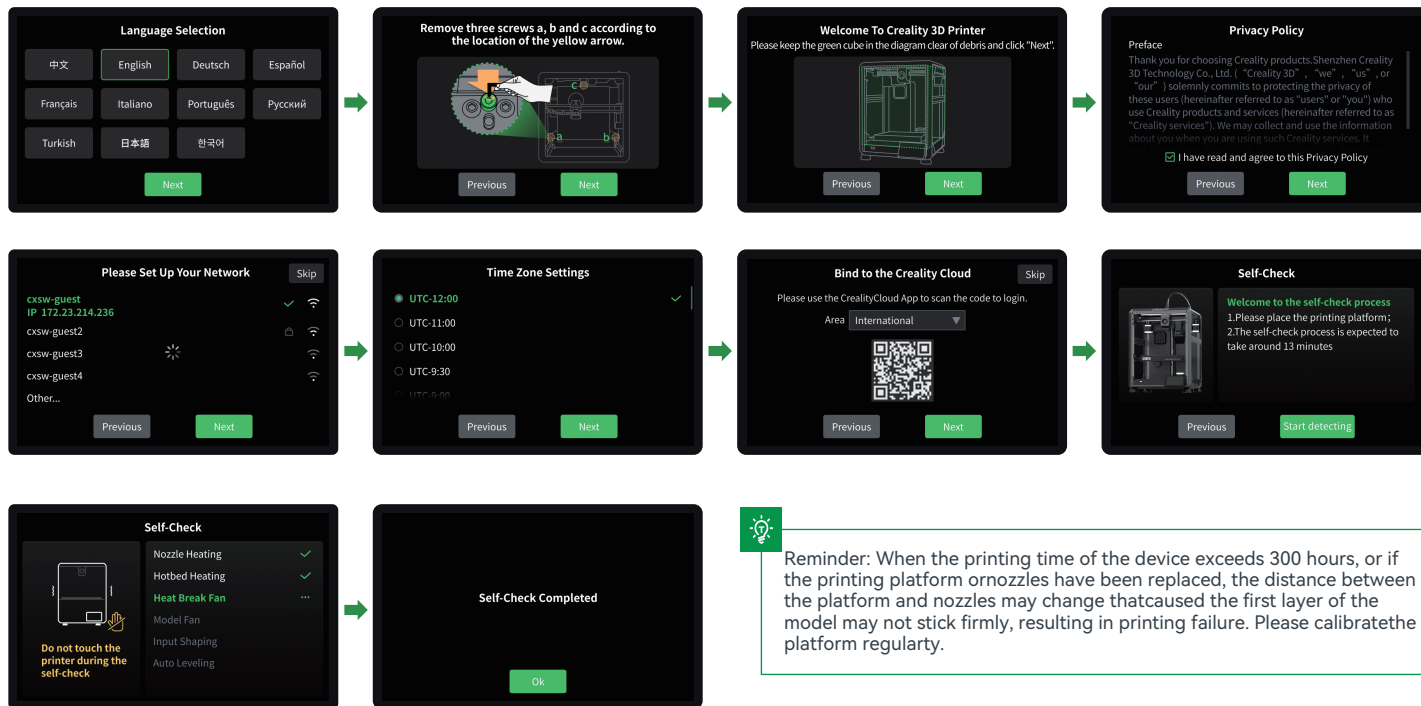 Language Selection
中文
English
Deutsch
Español
Français
Italiano
Português
Русский
Turkish
日本語
한국어
Next
Remove three screws a, b and c according to
the location of the yellow arrow.
c
a
b
Previous
Next
Welcome To Creality 3D Printer
Please keep the green cube in the diagram clear of debris and click "Next".
Previous
Next
Privacy Policy
Preface
Thank you for choosing Creality products.Shenzhen Creality
3D Technology Co., Ltd. ( “Creality 3D” , “we” , “us” , or
“our” ) solemnly commits to protecting the privacy of
these users (hereinafter referred to as "users" or "you") who
use Creality products and services (hereinafter referred to as
"Creality services"). We may collect and use the information
about you when you are using such Creality services. It
I have read and agree to this Privacy Policy
Previous
Next
Please Set Up Your Network
Skip
cxsw-guest
IP 172.23.214.236
cxsw-guest2
cxsw-guest3
cxsw-guest4
Other...
Previous
Next
Time Zone Settings
UTC-12:00
UTC-11:00
UTC-10:00
UTC-9:30
UTC-9:00
Previous
Next
Bind to the Creality Cloud
Skip
Please use the CrealityCloud App to scan the code to login.
Area International
Previous
Next
Self-Check
Welcome to the self-check process
1.Please place the printing platform；
2.The self-check process is expected to
take around 13 minutes
Previous
Start detecting
Self-Check
Do not touch the
printer during the
self-check
Nozzle Heating
Hotbed Heating
Heat Break Fan ...
Model Fan
Input Shaping
Auto Leveling
Self-Check Completed
Ok
Reminder: When the printing time of the device exceeds 300 hours, or if
the printing platform ornozzles have been replaced, the distance between
the platform and nozzles may change thatcaused the first layer of the
model may not stick firmly, resulting in printing failure. Please calibratethe
platform regularty.